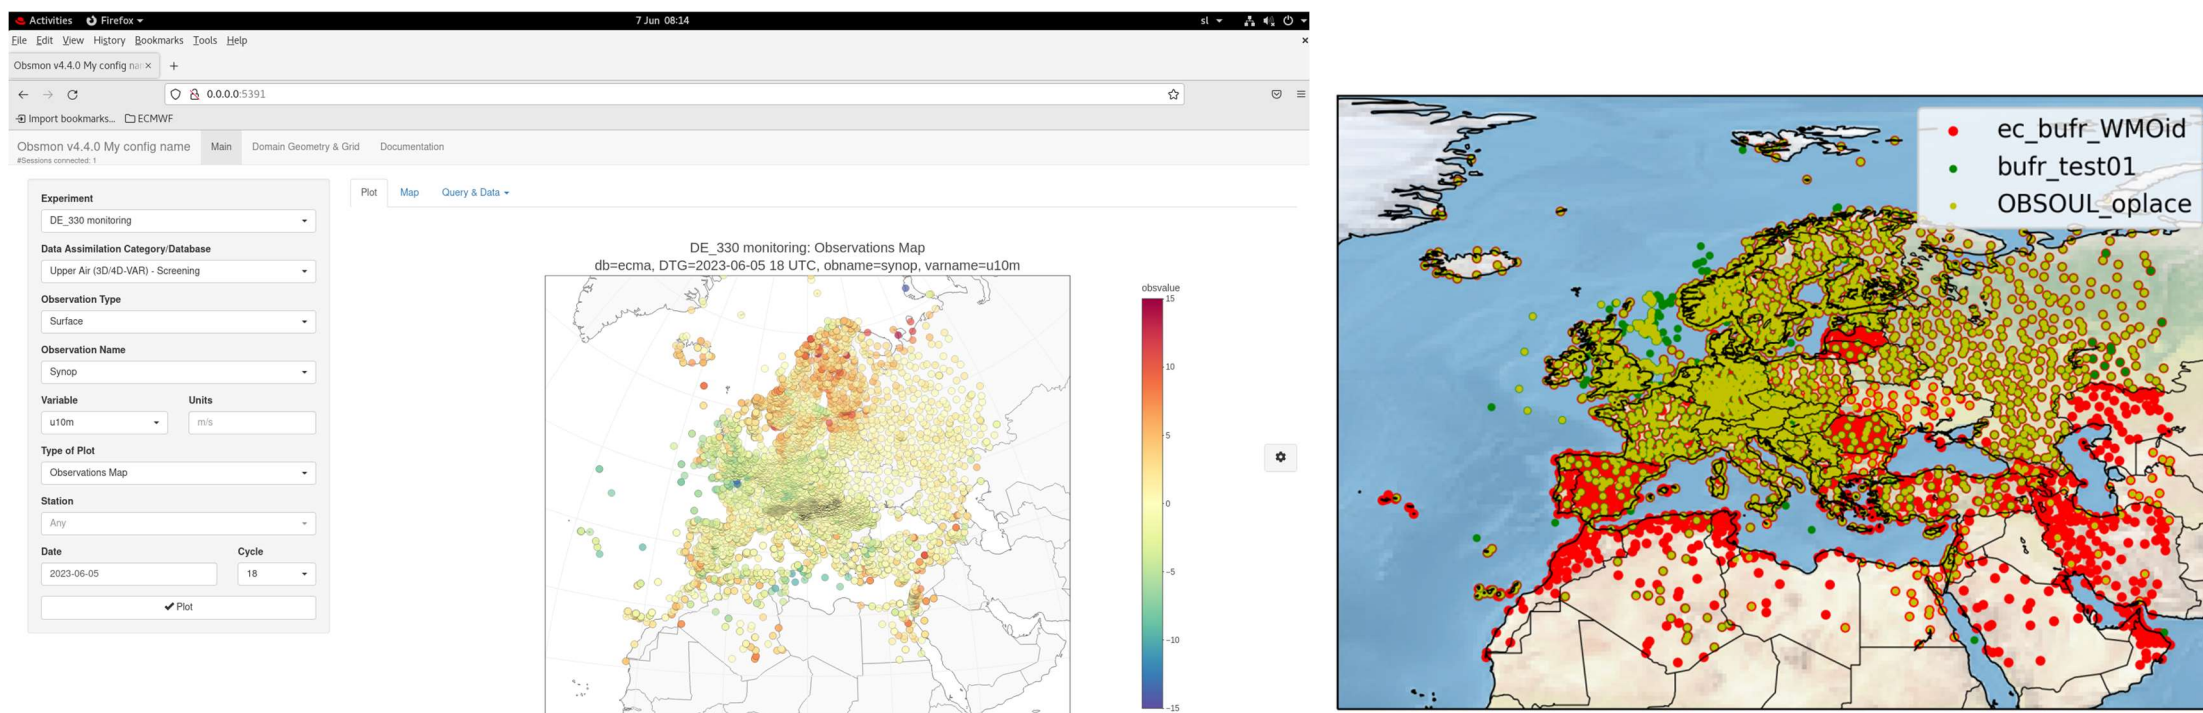 Activities Firefox 7 Jun 08:14 sl
File Edit View History Bookmarks Tools Help
Obsmon v4.4.0 My config nar × +
0.0.0.0:5391
Import bookmarks... ECMWF
Obsmon v4.4.0 My config name Main Domain Geometry & Grid Documentation
#Sessions connected: 1
Experiment
DE_330 monitoring
Data Assimilation Category/Database
Upper Air (3D/4D-VAR) - Screening
Observation Type
Surface
Observation Name
Synop
Variable Units
u10m m/s
Type of Plot
Observations Map
Station
Any
Date Cycle
2023-06-05 18
Plot
Plot Map Query & Data
DE_330 monitoring: Observations Map
db=ecma, DTG=2023-06-05 18 UTC, obname=synop, varname=u10m
obsvalue
15
10
5
0
−5
−10
−15
ec_bufr_WMOid
bufr_test01
OBSOUL_oplace